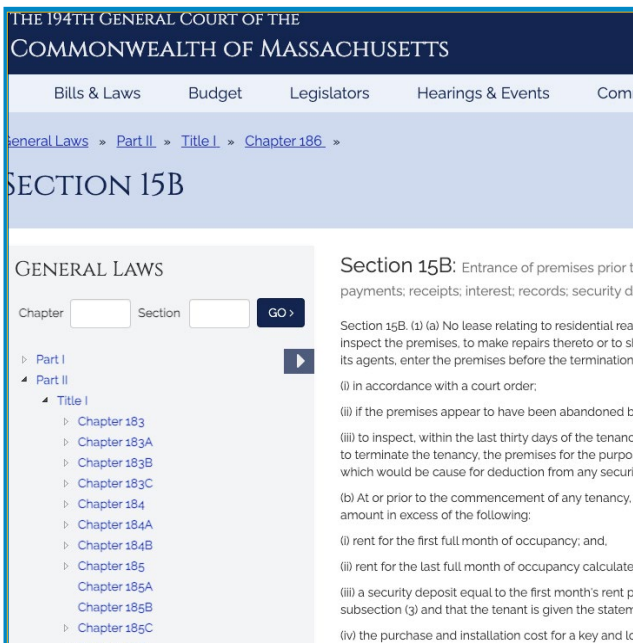 THE 194TH GENERAL COURT OF THE
COMMONWEALTH OF MASSACHUSETTS
Bills & Laws Budget Legislators Hearings & Events Com
General Laws » Part II » Title I » Chapter 186 »
SECTION 15B
GENERAL LAWS
Chapter Section GO >
Part I
Part II
Title I
Chapter 183
Chapter 183A
Chapter 183B
Chapter 183C
Chapter 184
Chapter 184A
Chapter 184B
Chapter 185
Chapter 185A
Chapter 185B
Chapter 185C
Section 15B: Entrance of premises prior t
payments; receipts; interest; records; security d
Section 15B. (1) (a) No lease relating to residential rea
inspect the premises, to make repairs thereto or to s
its agents, enter the premises before the termination
(i) in accordance with a court order;
(ii) if the premises appear to have been abandoned b
(iii) to inspect, within the last thirty days of the tenanc
to terminate the tenancy, the premises for the purpo
which would be cause for deduction from any securi
(b) At or prior to the commencement of any tenancy,
amount in excess of the following:
(i) rent for the first full month of occupancy; and,
(ii) rent for the last full month of occupancy calculate
(iii) a security deposit equal to the first month's rent p
subsection (3) and that the tenant is given the statem
(iv) the purchase and installation cost for a key and lo